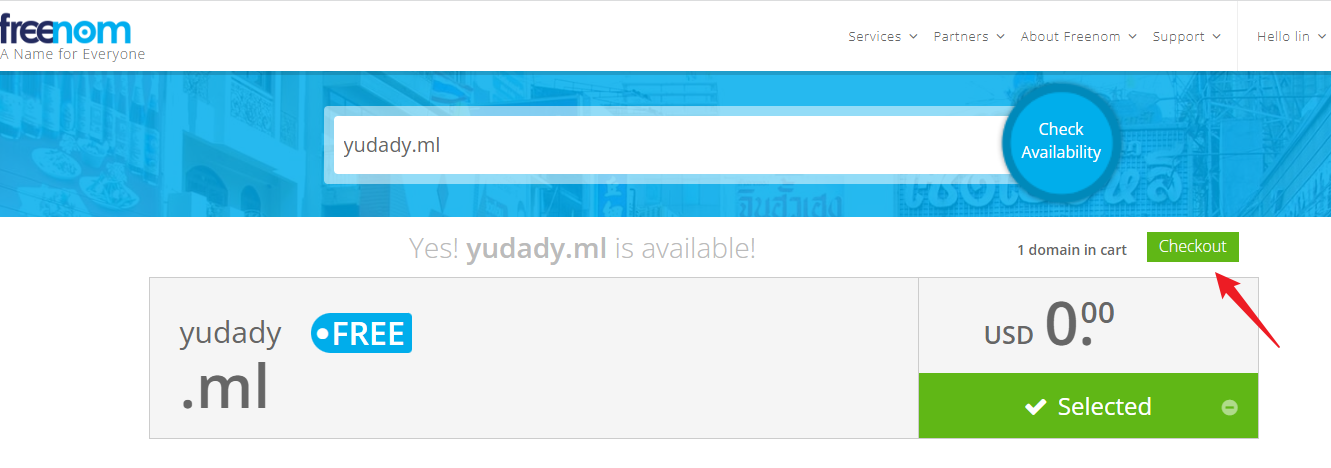 freenom
A Name for Everyone
Services
Partners
About Freenom
Support
Hello lin
yudady.ml
Check
Availability
Yes! yudady.ml is available!
1 domain in cart
Checkout
yudady
FREE
.ml
USD 0.00
Selected